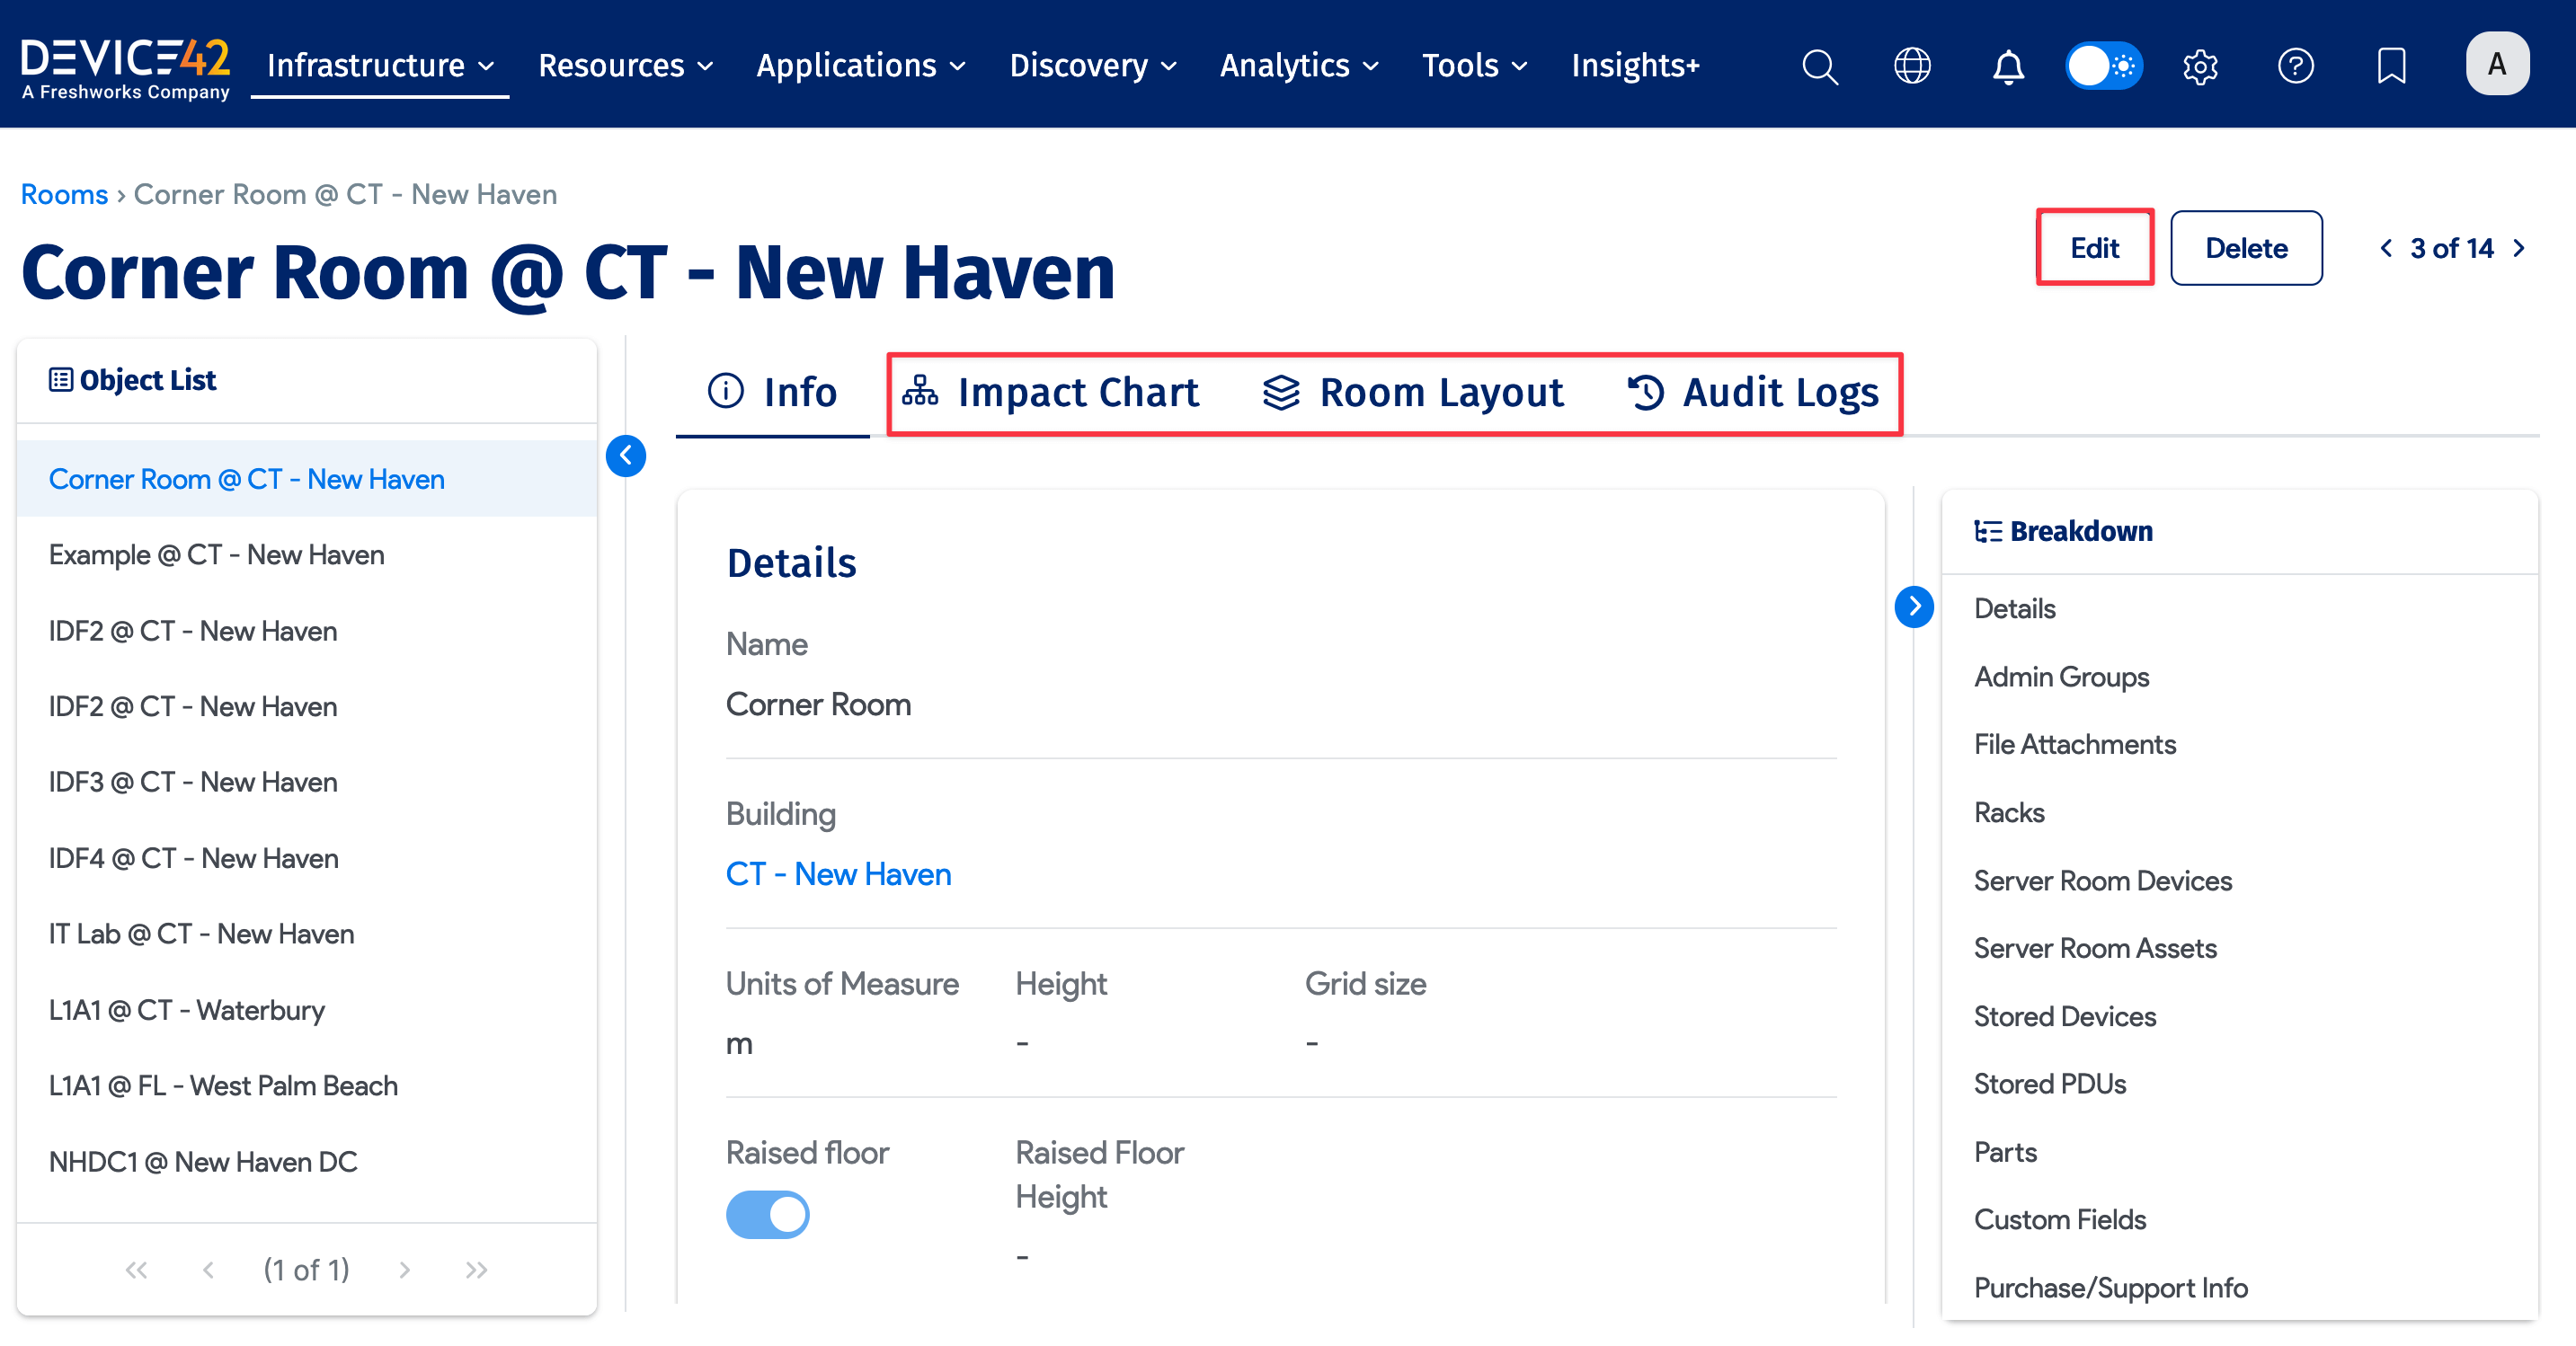 DEVICE42
A Freshworks Company
Infrastructure
Resources
Applications
Discovery
Analytics
Tools
Insights+
A
Rooms › Corner Room @ CT - New Haven
Corner Room @ CT - New Haven
Edit
Delete
3 of 14
Object List
Corner Room @ CT - New Haven
Example @ CT - New Haven
IDF2 @ CT - New Haven
IDF2 @ CT - New Haven
IDF3 @ CT - New Haven
IDF4 @ CT - New Haven
IT Lab @ CT - New Haven
L1A1 @ CT - Waterbury
L1A1 @ FL - West Palm Beach
NHDC1 @ New Haven DC
(1 of 1)
Info
Impact Chart
Room Layout
Audit Logs
Details
Name
Corner Room
Building
CT - New Haven
Units of Measure
Height
Grid size
m
-
-
Raised floor
Raised Floor
Height
-
Breakdown
Details
Admin Groups
File Attachments
Racks
Server Room Devices
Server Room Assets
Stored Devices
Stored PDUs
Parts
Custom Fields
Purchase/Support Info